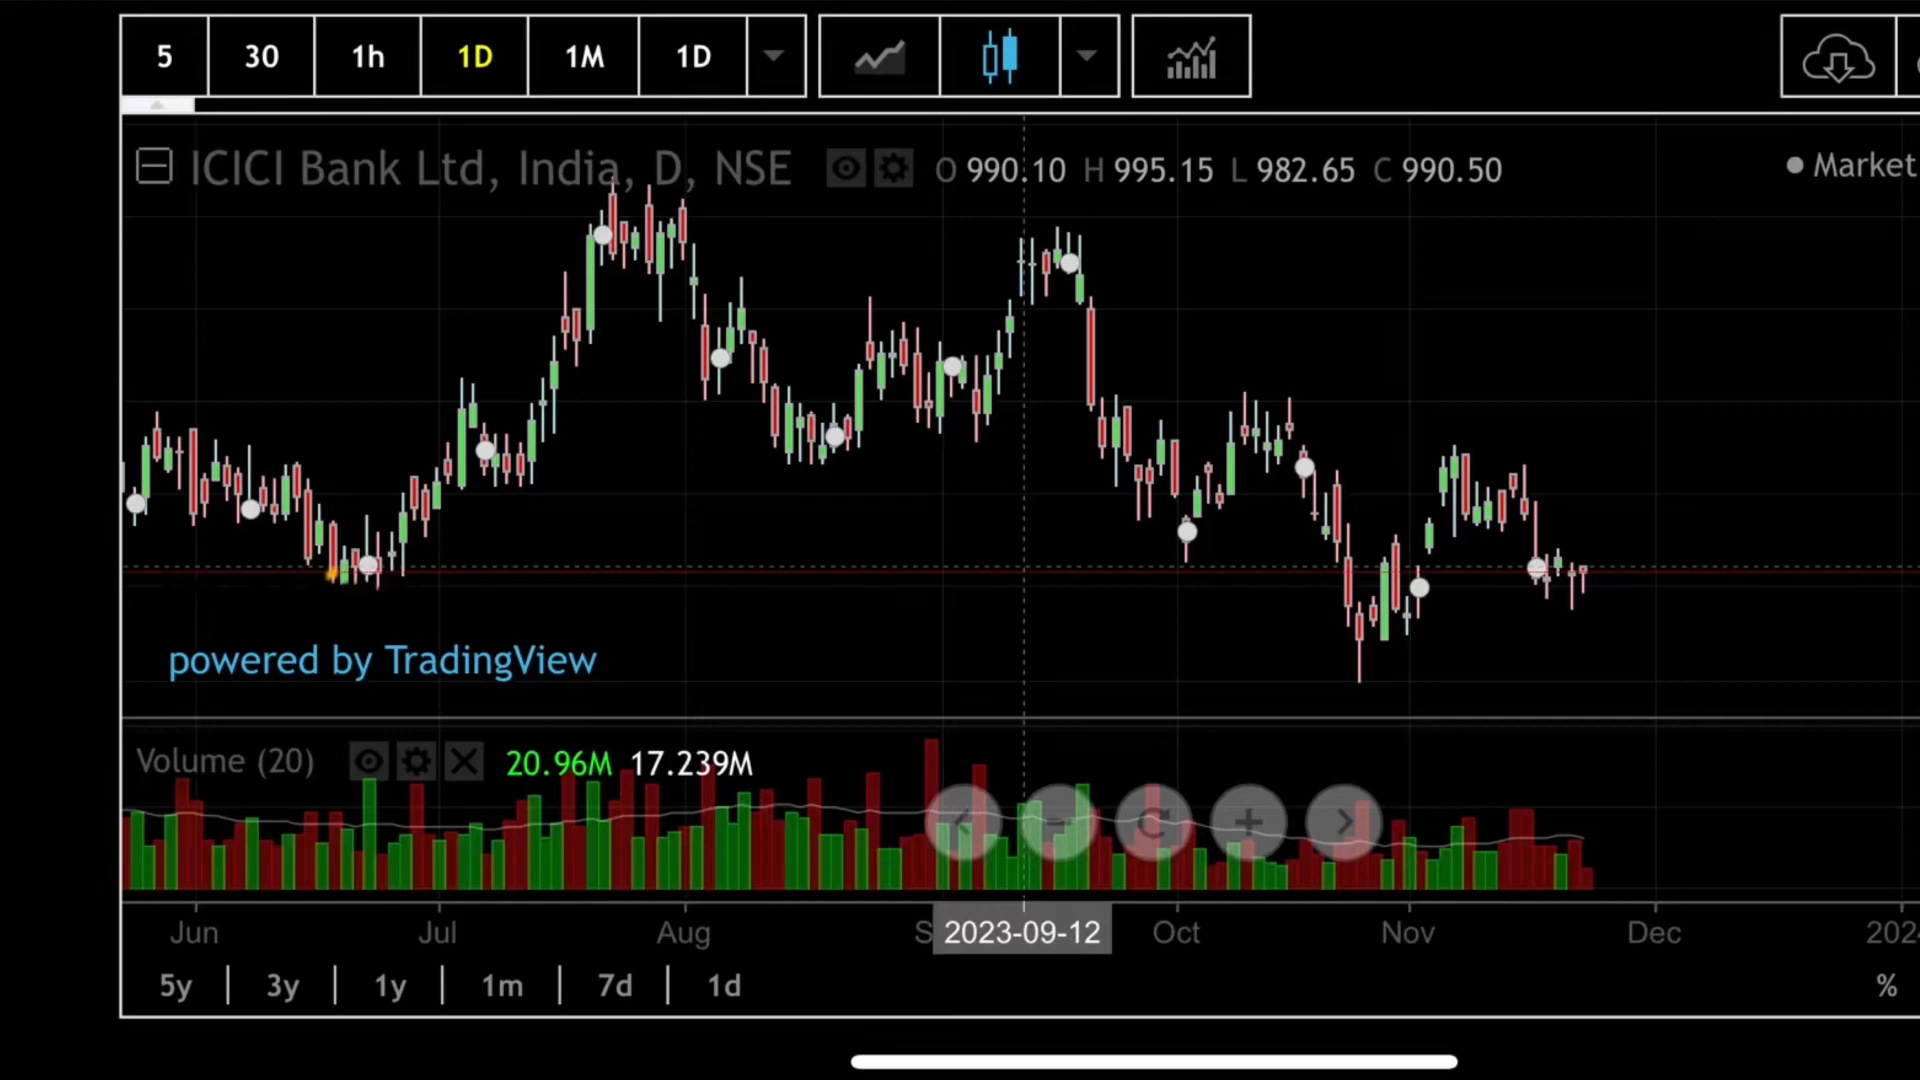 5 30 1h 1D 1M 1D
ICICI Bank Ltd, India, D, NSE O 990.10 H 995.15 L 982.65 C 990.50 Market
powered by TradingView
Volume (20) 20.96M 17.239M
Jun Jul Aug S 2023-09-12 Oct Nov Dec 202
5y | 3y | 1y | 1m | 7d | 1d %